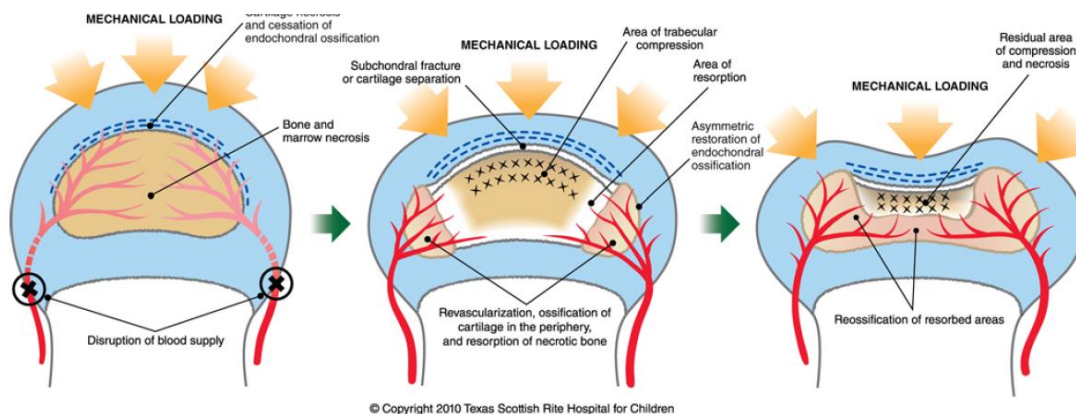 MECHANICAL LOADING
Cartilage necrosis
and cessation of
endochondral ossification
Bone and
marrow necrosis
Disruption of blood supply
MECHANICAL LOADING
Subchondral fracture
or cartilage separation
Area of trabecular
compression
Area of
resorption
Asymmetric
restoration of
endochondral
ossification
Revascularization, ossification of
cartilage in the periphery,
and resorption of necrotic bone
MECHANICAL LOADING
Residual area
of compression
and necrosis
Reossification of resorbed areas
© Copyright 2010 Texas Scottish Rite Hospital for Children